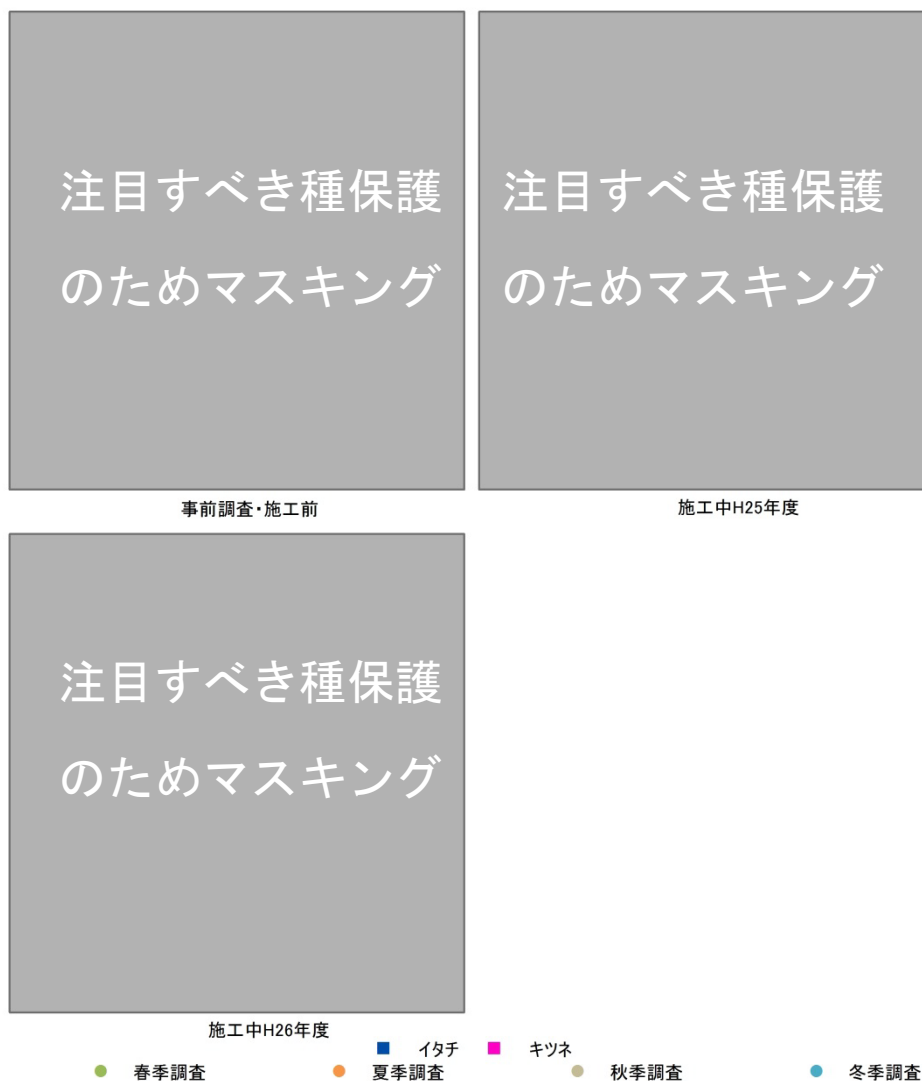 注目すべき種保護
のためマスキング
注目すべき種保護
のためマスキング
事前調査・施工前
施工中H25年度
注目すべき種保護
のためマスキング
施工中H26年度
イタチ キツネ
春季調査 夏季調査 秋季調査 冬季調査